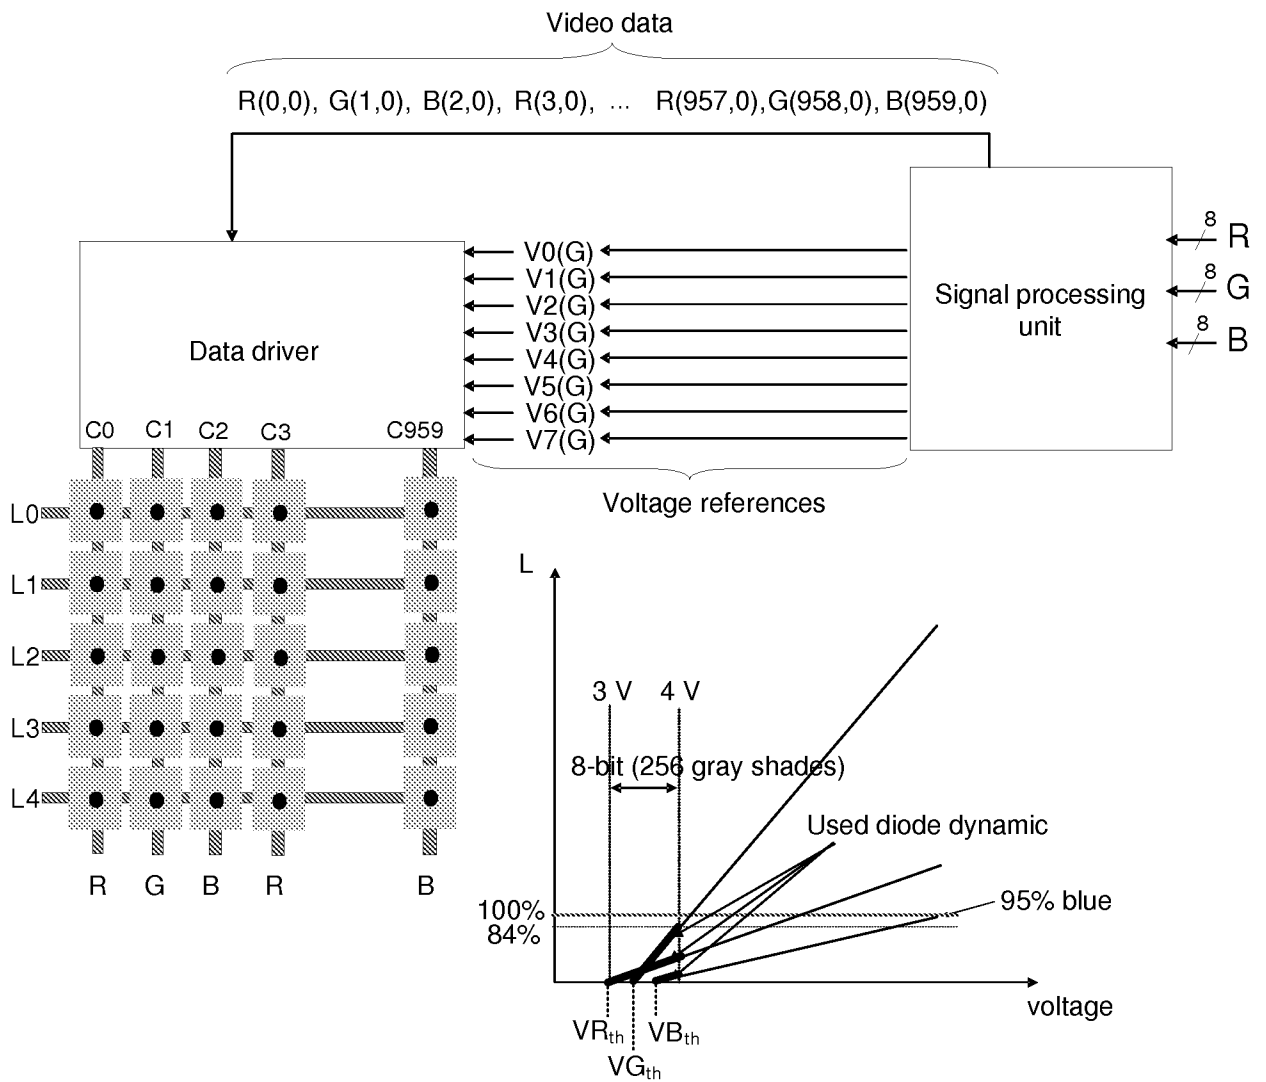 Video data
R(0,0), G(1,0), B(2,0), R(3,0), ... R(957,0),G(958,0), B(959,0)
8 R
8 G
8 B
Signal processing
unit
V0(G)
V1(G)
V2(G)
V3(G)
V4(G)
V5(G)
V6(G)
V7(G)
Data driver
C0 C1 C2 C3 C959
Voltage references
L0
L1
L2
L3
L4
R G B R B
L
3 V 4 V
8-bit (256 gray shades)
Used diode dynamic
95% blue
100%
84%
voltage
VRth VBth
VGth